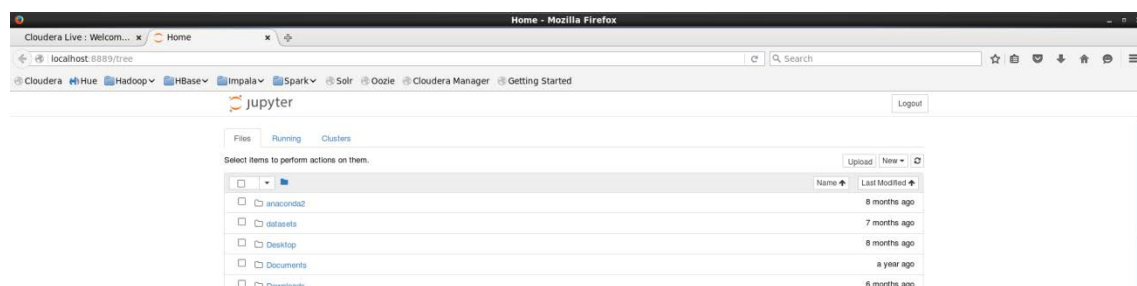 Home - Mozilla Firefox
Cloudera Live : Welcom... x Home x
localhost:8889/tree Search
Cloudera Hue Hadoop HBase Impala Spark Solr Oozie Cloudera Manager Getting Started
jupyter Logout
Files Running Clusters
Select items to perform actions on them. Upload New
Name Last Modified
anaconda2 8 months ago
datasets 7 months ago
Desktop 8 months ago
Documents a year ago
Downloads 6 months ago